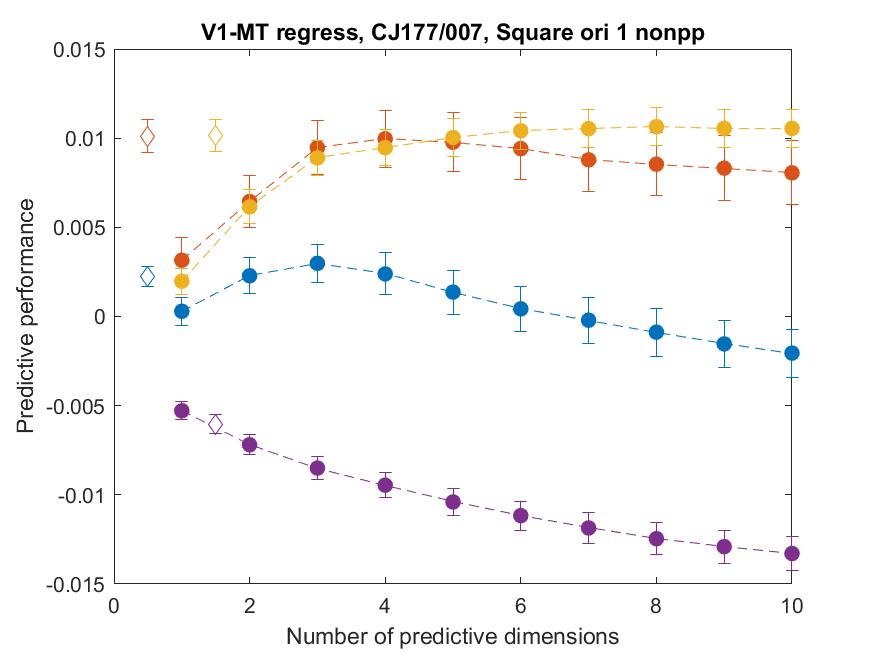 V1-MT regress, CJ177/007, Square ori 1 nonpp
0.015
0.01
0.005
0
-0.005
-0.01
-0.015
Predictive performance
0 2 4 6 8 10
Number of predictive dimensions